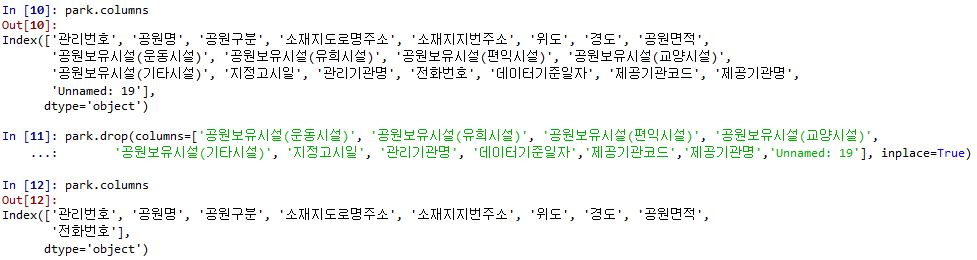 In [10]: park.columns
Out[10]:
Index(['관리번호', '공원명', '공원구분', '소재지도로명주소', '소재지지번주소', '위도', '경도', '공원면적',
'공원보유시설(운동시설)', '공원보유시설(유희시설)', '공원보유시설(편익시설)', '공원보유시설(교양시설)',
'공원보유시설(기타시설)', '지정고시일', '관리기관명', '전화번호', '데이터기준일자', '제공기관코드', '제공기관명',
'Unnamed: 19'],
dtype='object')
In [11]: park.drop(columns=['공원보유시설(운동시설)', '공원보유시설(유희시설)', '공원보유시설(편익시설)', '공원보유시설(교양시설)',
...: '공원보유시설(기타시설)', '지정고시일', '관리기관명', '데이터기준일자','제공기관코드','제공기관명','Unnamed: 19'], inplace=True)
In [12]: park.columns
Out[12]:
Index(['관리번호', '공원명', '공원구분', '소재지도로명주소', '소재지지번주소', '위도', '경도', '공원면적',
'전화번호'],
dtype='object')